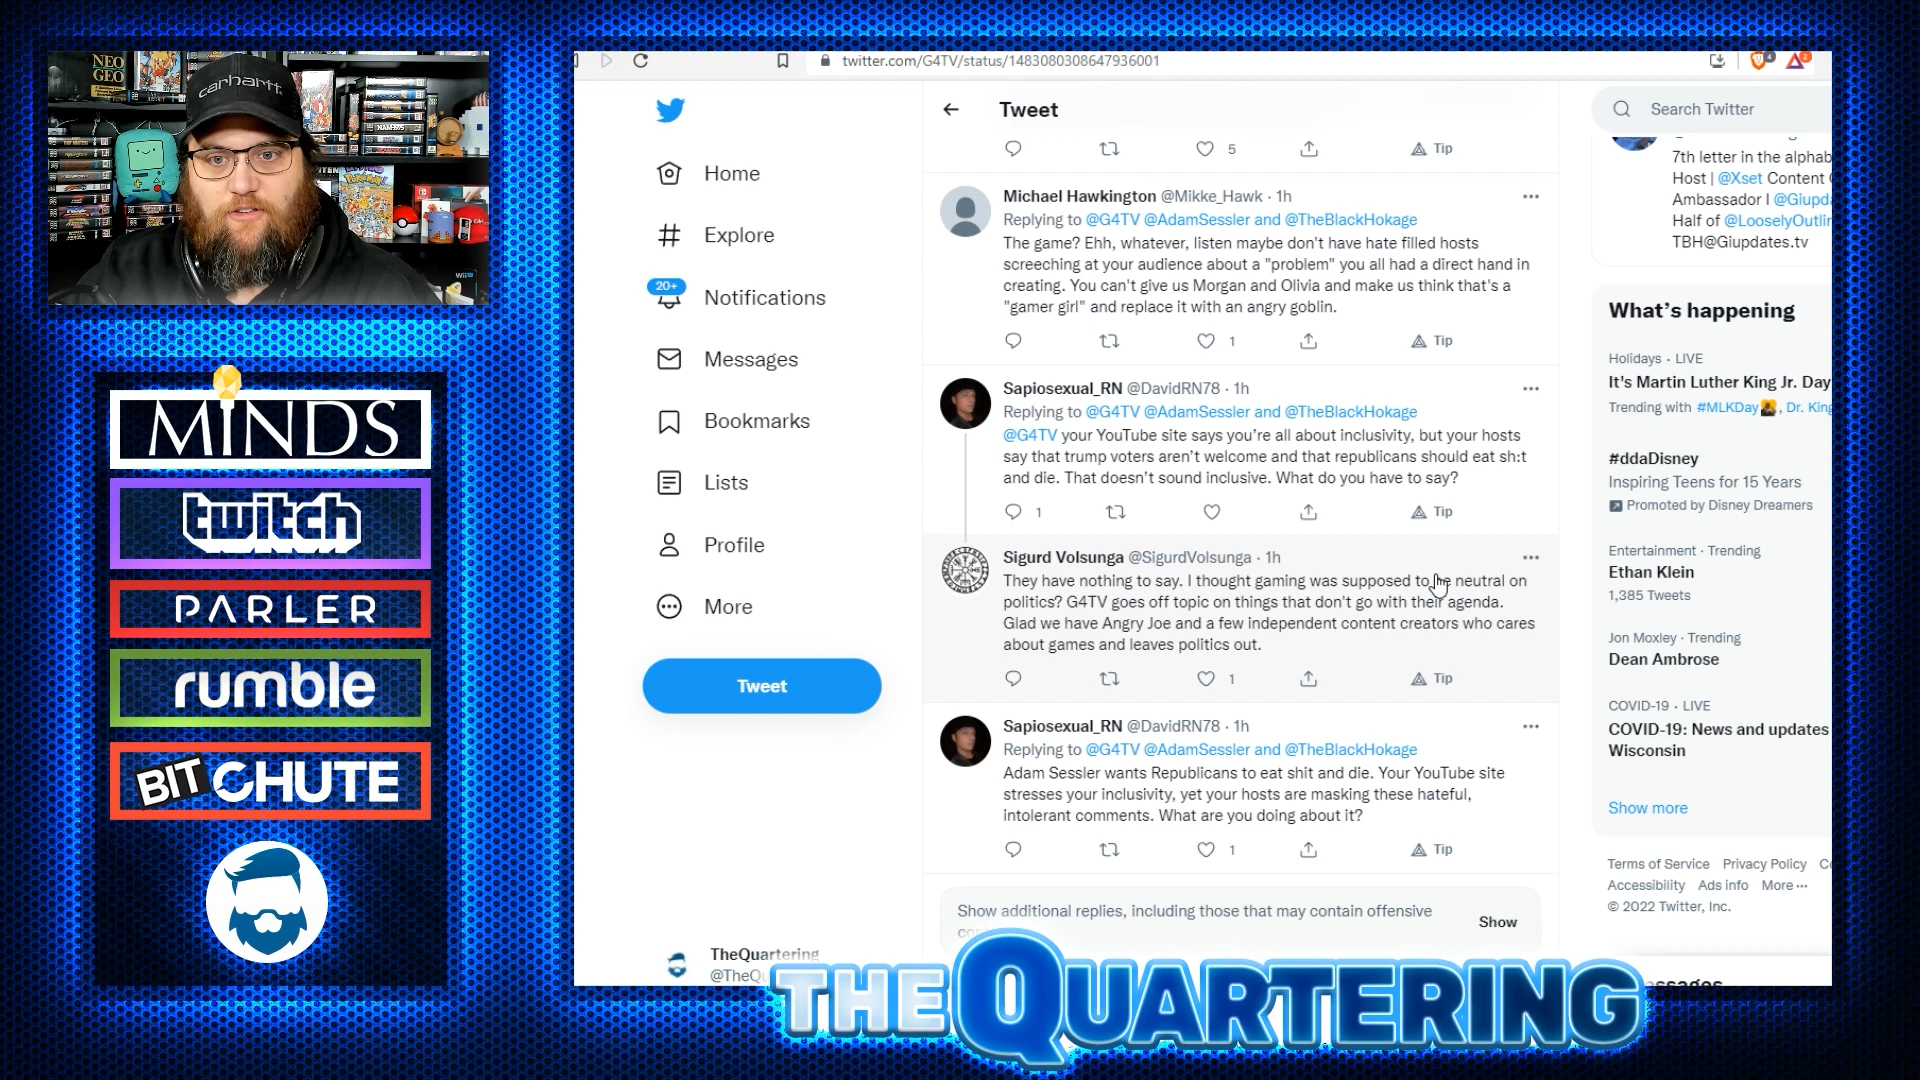 NEO
GEO
carhartt
NAM-1975
Pokémon
Wii
MINDS
twitch
PARLER
rumble
BITCHUTE
twitter.com/G4TV/status/1483080308647936001
4
2
Home
Explore
20+
Notifications
Messages
Bookmarks
Lists
Profile
More
Tweet
TheQuartering
@TheQu
Tweet
5
Tip
Michael Hawkington @Mikke_Hawk · 1h
Replying to @G4TV @AdamSessler and @TheBlackHokage
The game? Ehh, whatever, listen maybe don't have hate filled hosts
screeching at your audience about a "problem" you all had a direct hand in
creating. You can't give us Morgan and Olivia and make us think that's a
"gamer girl" and replace it with an angry goblin.
1
Tip
Sapiosexual_RN @DavidRN78 · 1h
Replying to @G4TV @AdamSessler and @TheBlackHokage
@G4TV your YouTube site says you’re all about inclusivity, but your hosts
say that trump voters aren’t welcome and that republicans should eat sh:t
and die. That doesn’t sound inclusive. What do you have to say?
1
Tip
Sigurd Volsunga @SigurdVolsunga · 1h
They have nothing to say. I thought gaming was supposed to be neutral on
politics? G4TV goes off topic on things that don't go with their agenda.
Glad we have Angry Joe and a few independent content creators who cares
about games and leaves politics out.
1
Tip
Sapiosexual_RN @DavidRN78 · 1h
Replying to @G4TV @AdamSessler and @TheBlackHokage
Adam Sessler wants Republicans to eat shit and die. Your YouTube site
stresses your inclusivity, yet your hosts are masking these hateful,
intolerant comments. What are you doing about it?
1
Tip
Show additional replies, including those that may contain offensive
Show
Search Twitter
7th letter in the alphab
Host | @Xset Content C
Ambassador I @Giupda
Half of @LooselyOutlin
TBH@Giupdates.tv
What’s happening
Holidays · LIVE
It's Martin Luther King Jr. Day
Trending with #MLKDay, Dr. King
#ddaDisney
Inspiring Teens for 15 Years
Promoted by Disney Dreamers
Entertainment · Trending
Ethan Klein
1,385 Tweets
Jon Moxley · Trending
Dean Ambrose
COVID-19 · LIVE
COVID-19: News and updates
Wisconsin
Show more
Terms of Service Privacy Policy Co
Accessibility Ads info More
© 2022 Twitter, Inc.
THE QUARTERING